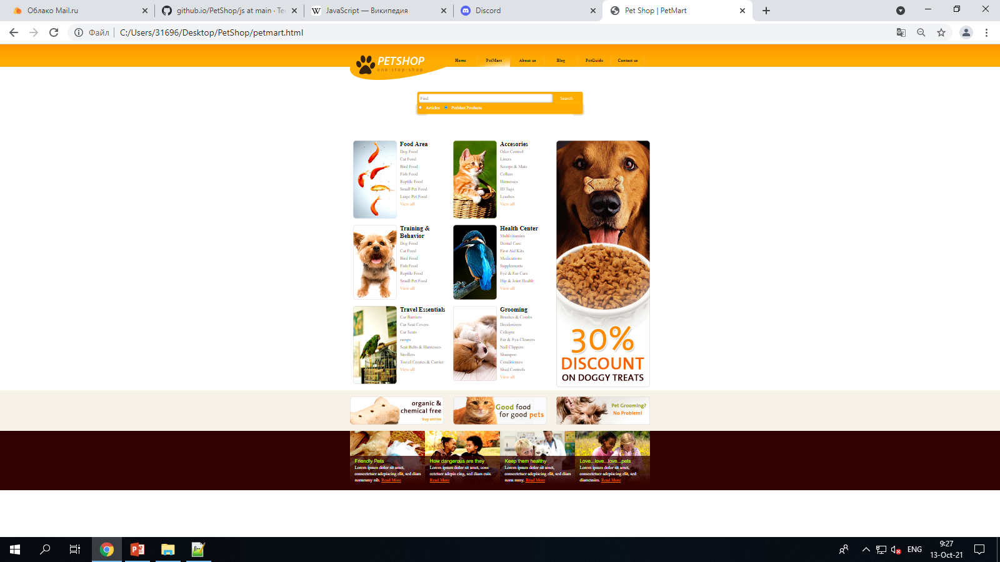 Облако Mail.ru
github.io/PetShop/js at main · Te
W JavaScript — Википедия
Discord
Pet Shop | PetMart
Файл C:/Users/31696/Desktop/PetShop/petmart.html
PETSHOP
one-stop-shop
Home PetMart About us Blog PetGuide Contact us
Find Search
Articles PetMart Products
Food Area
Dog Food
Cat Food
Bird Food
Fish Food
Reptile Food
Small Pet Food
Large Pet Food
View all
Accesories
Oder Control
Liners
Scoops & Mats
Collars
Harnesses
ID Tags
Leashes
View all
Training &
Behavior
Dog Food
Cat Food
Bird Food
Fish Food
Reptile Food
Small Pet Food
View all
Health Center
Multivitamins
Dental Care
First Aid Kits
Medications
Supplements
Eye & Ear Care
Hip & Joint Health
View all
Travel Essentials
Car Barriers
Car Seat Covers
Car Seats
ramps
Seat Belts & Harnesses
Strollers
Travel Creates & Carrier
View all
Grooming
Brushes & Combs
Deodorizers
Cologne
Ear & Eya Cleaners
Nail Clippers
Shampoo
Conditioners
Shed Controls
View all
30%
DISCOUNT
ON DOGGY TREATS
organic &
chemical free
buy online
Good food
for good pets
Pet Grooming?
No Problem!
Friendly Pets
Lorem ipsum dolor sit amet,
consectetuer adepiscing elit, sed diam
nonummy nib. Read More
How dangerous are they
Lorem ipsum dolor sit amet, cons
ectetuer adepis cing, sed diam euis.
Read More
Keep them healthy
Lorem ipsum dolor sit amet,
consectetuer adepiscing elit, sed diam
nonu mmy. Read More
Love...love...love...pets
Lorem ipsum dolor sit amet,
consectetuer adepiscing elit, sed
diameusim. Read More
ENG
9:27
13-Oct-21